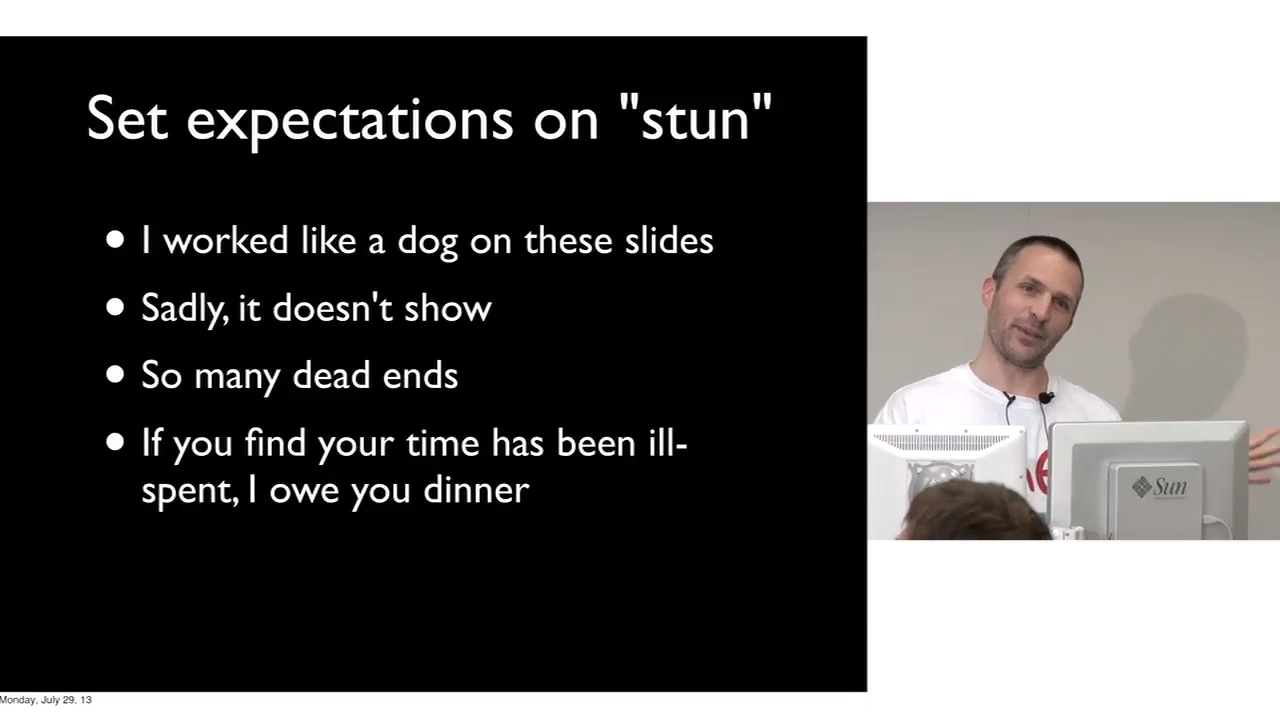 Set expectations on "stun"
• I worked like a dog on these slides
• Sadly, it doesn't show
• So many dead ends
• If you find your time has been ill-
spent, I owe you dinner
Sun
Monday, July 29, 13